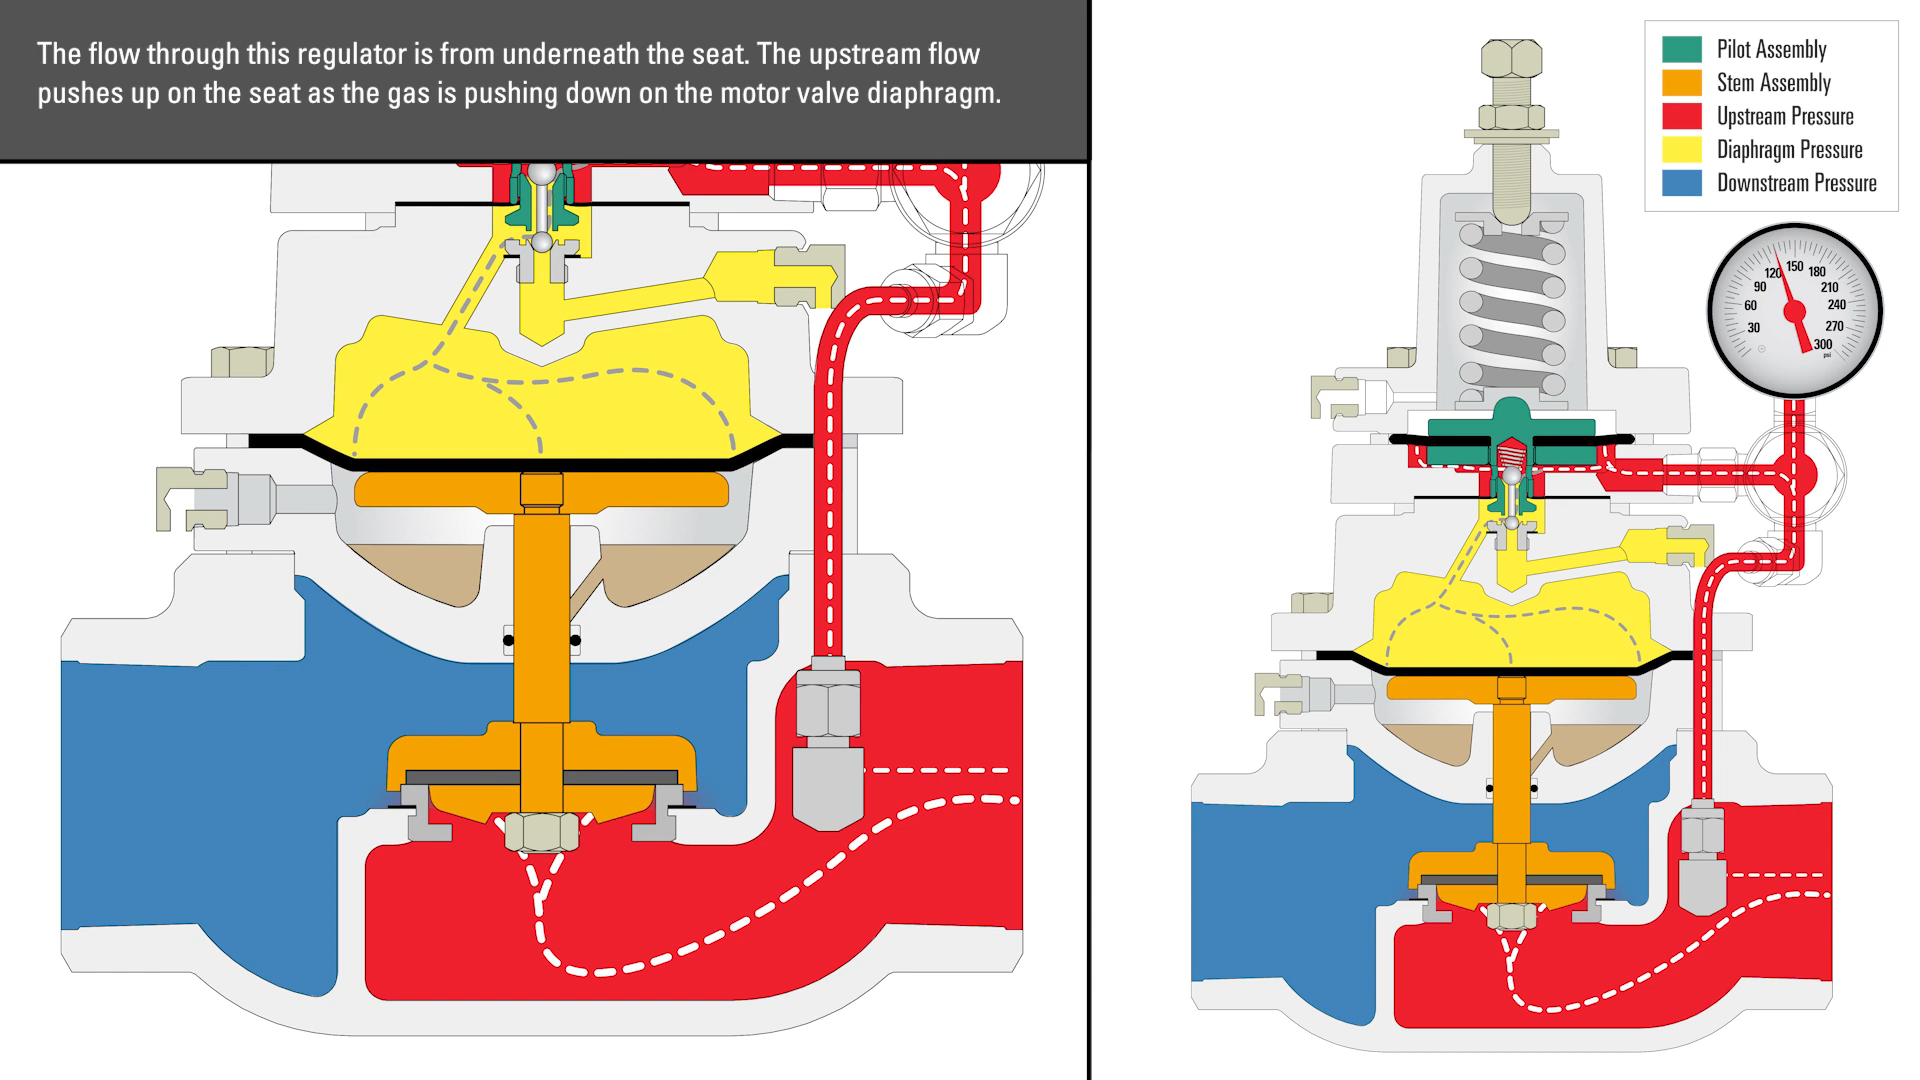 The flow through this regulator is from underneath the seat. The upstream flow
pushes up on the seat as the gas is pushing down on the motor valve diaphragm.
Pilot Assembly
Stem Assembly
Upstream Pressure
Diaphragm Pressure
Downstream Pressure
30
60
90
120
150
180
210
240
270
300
psi